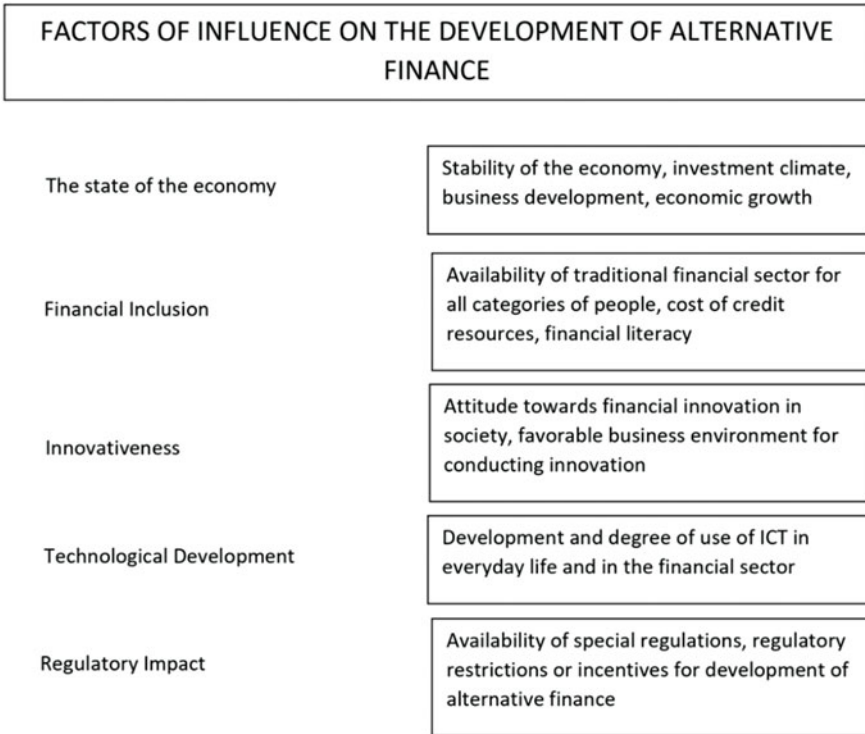 FACTORS OF INFLUENCE ON THE DEVELOPMENT OF ALTERNATIVE
FINANCE
The state of the economy
Stability of the economy, investment climate,
business development, economic growth
Financial Inclusion
Availability of traditional financial sector for
all categories of people, cost of credit
resources, financial literacy
Innovativeness
Attitude towards financial innovation in
society, favorable business environment for
conducting innovation
Technological Development
Development and degree of use of ICT in
everyday life and in the financial sector
Regulatory Impact
Availability of special regulations, regulatory
restrictions or incentives for development of
alternative finance